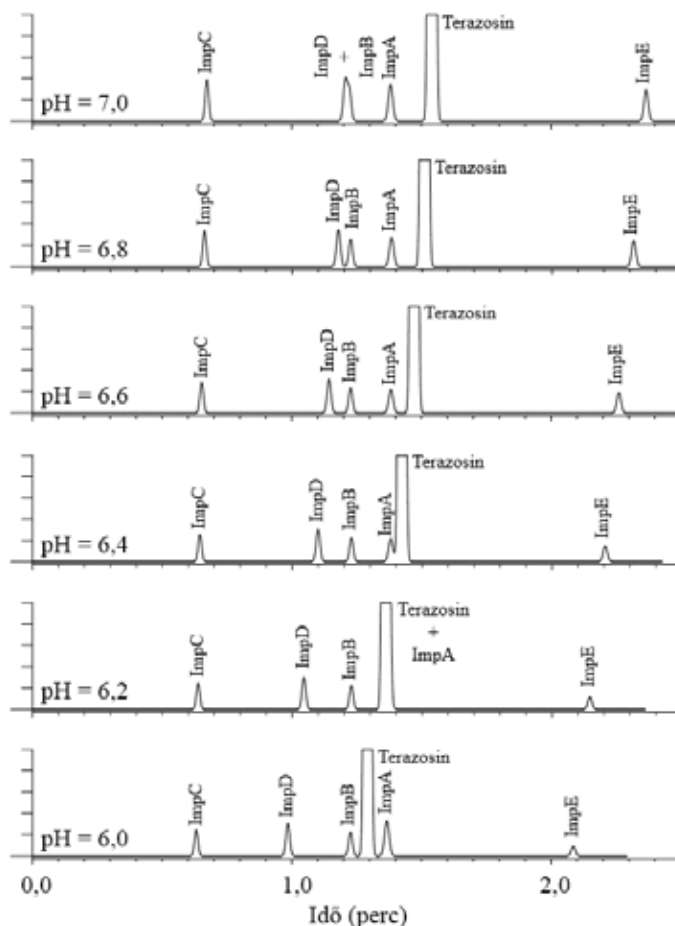 ImpC
ImpD
+
ImpB
ImpA
Terazosin
ImpE
pH = 7,0
ImpC
ImpD
ImpB
ImpA
Terazosin
ImpE
pH = 6,8
ImpC
ImpD
ImpB
ImpA
Terazosin
ImpE
pH = 6,6
ImpC
ImpD
ImpB
ImpA
Terazosin
ImpE
pH = 6,4
ImpC
ImpD
ImpB
Terazosin
+
ImpA
ImpE
pH = 6,2
ImpC
ImpD
ImpB
Terazosin
ImpA
ImpE
pH = 6,0
0,0 1,0 2,0
Idő (perc)